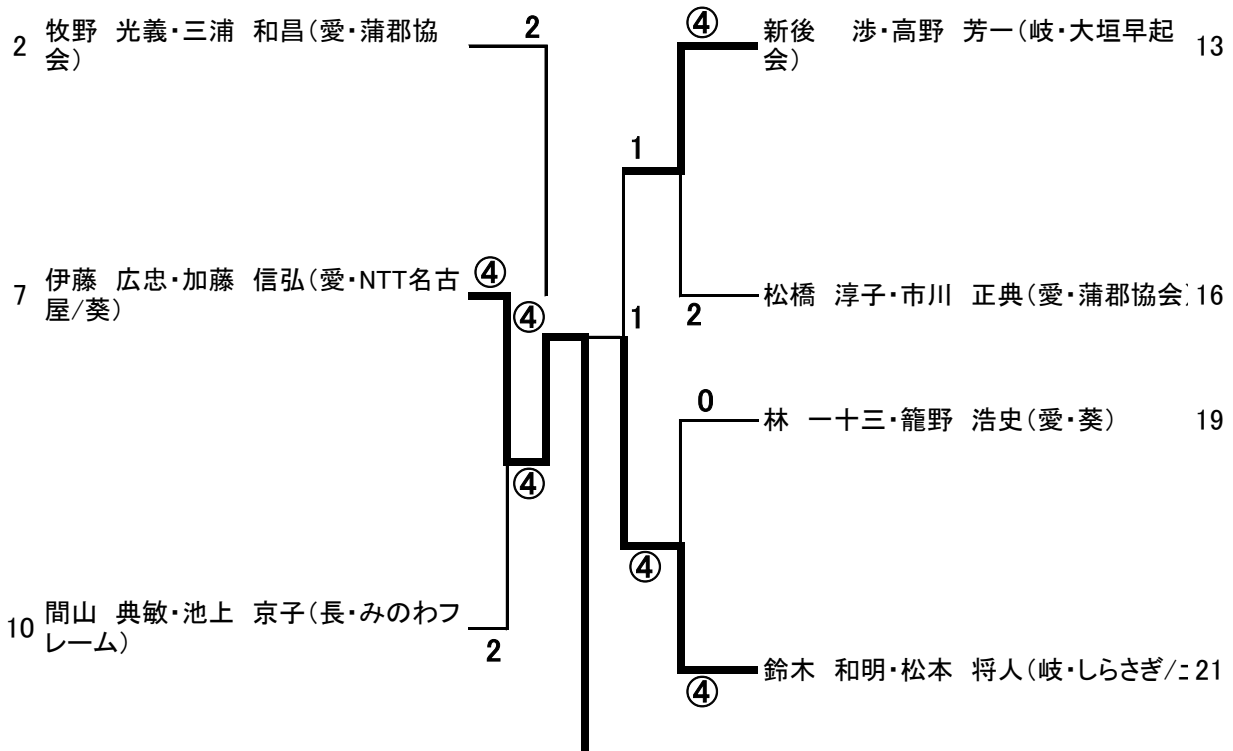 2 牧野 光義・三浦 和昌(愛・蒲郡協
会)
2
7 伊藤 広忠・加藤 信弘(愛・NTT名古
屋/葵)
④
④
④
10 間山 典敏・池上 京子(長・みのわフ
レーム)
2
④
新後 渉・高野 芳一(岐・大垣早起 13
会)
1
松橋 淳子・市川 正典(愛・蒲郡協会) 16
2
1
0
林 一十三・籠野 浩史(愛・葵) 19
④
鈴木 和明・松本 将人(岐・しらさぎ/ 21
④